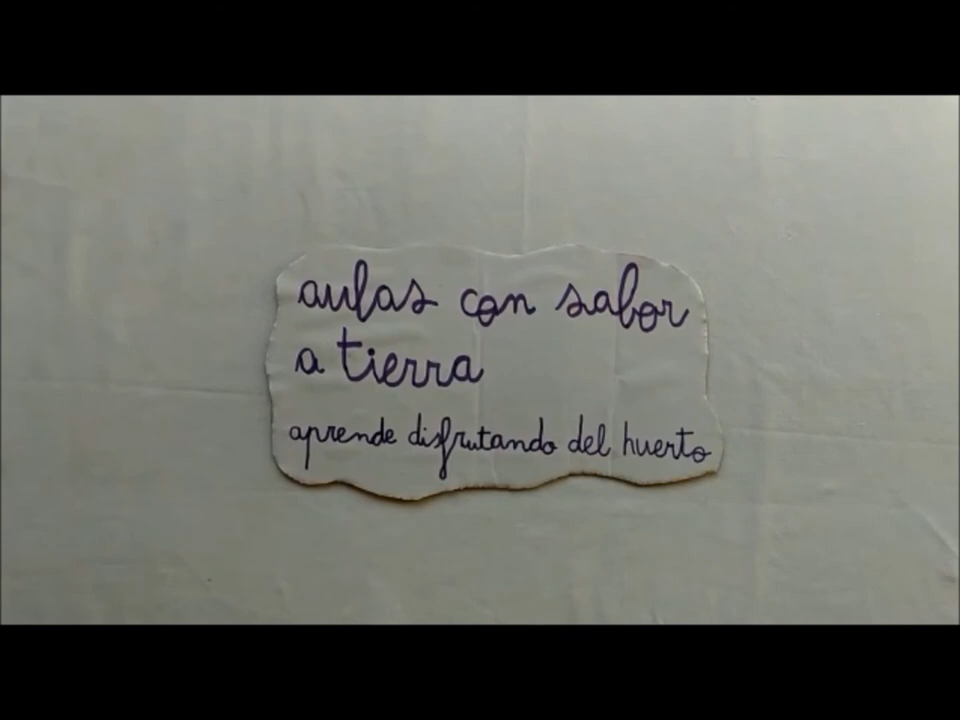 aulas con sabor
a tierra
aprende disfrutando del huerto